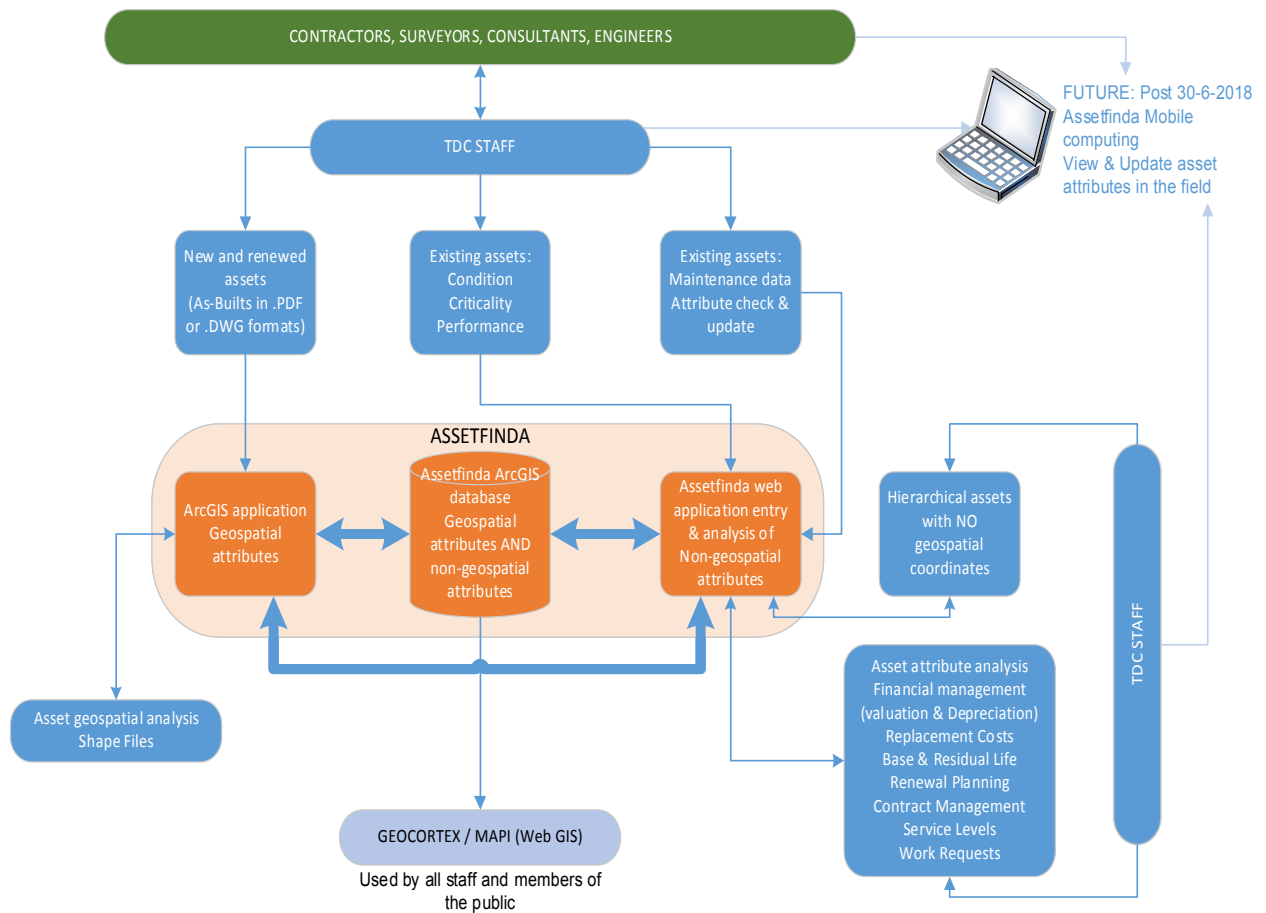 CONTRACTORS, SURVEYORS, CONSULTANTS, ENGINEERS
FUTURE: Post 30-6-2018
Assetfinda Mobile
computing
View & Update asset
attributes in the field
TDC STAFF
New and renewed
assets
(As-Builts in .PDF
or .DWG formats)
Existing assets:
Condition
Criticality
Performance
Existing assets:
Maintenance data
Attribute check &
update
ASSETFINDA
ArcGIS application
Geospatial
attributes
Assetfinda ArcGIS
database
Geospatial
attributes AND
non-geospatial
attributes
Assetfinda web
application entry
& analysis of
Non-geospatial
attributes
Hierarchical assets
with NO
geospatial
coordinates
TDC STAFF
Asset geospatial analysis
Shape Files
Asset attribute analysis
Financial management
(valuation & Depreciation)
Replacement Costs
Base & Residual Life
Renewal Planning
Contract Management
Service Levels
Work Requests
GEOCORTEX / MAPI (Web GIS)
Used by all staff and members of
the public